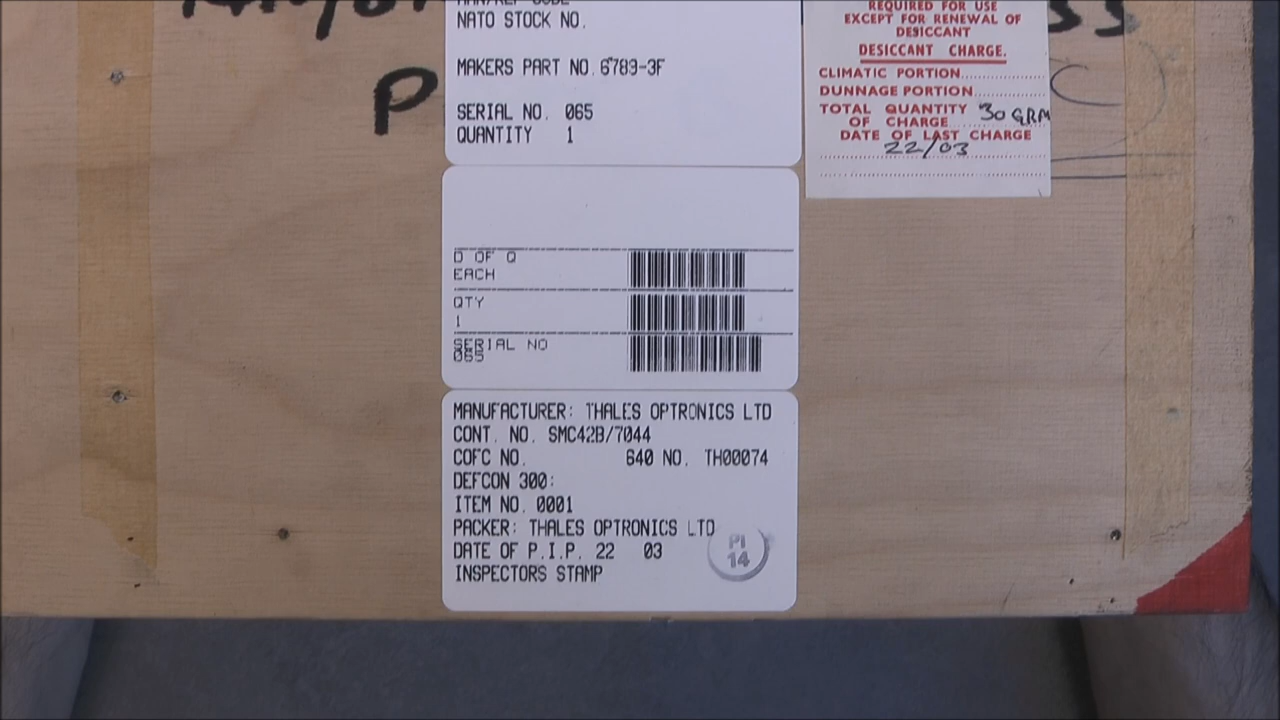 NATO STOCK NO.
MAKERS PART NO. 6789-3F
SERIAL NO. 065
QUANTITY 1
REQUIRED FOR USE
EXCEPT FOR RENEWAL OF
DESICCANT
DESICCANT CHARGE.
CLIMATIC PORTION
DUNNAGE PORTION
TOTAL QUANTITY
OF CHARGE 30 GRM
DATE OF LAST CHARGE
22/03
P
D OF Q
EACH
QTY
1
SERIAL NO
065
MANUFACTURER: THALES OPTRONICS LTD
CONT. NO. SMC42B/7044
COFC NO. 640 NO. TH00074
DEFCON 300:
ITEM NO. 0001
PACKER: THALES OPTRONICS LTD
DATE OF P.I.P. 22 03
INSPECTORS STAMP
PI
14